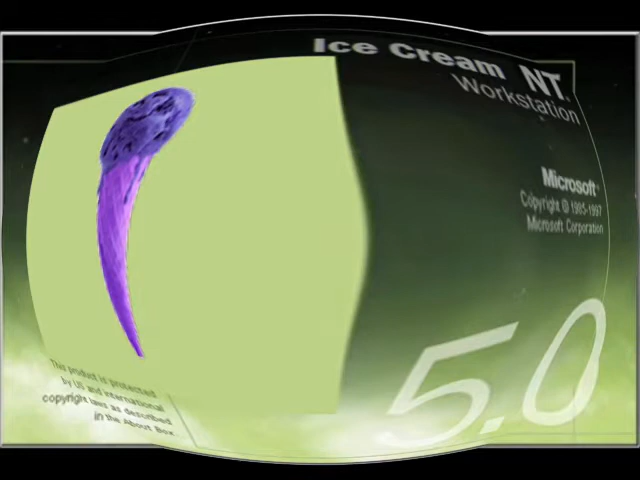 Ice Cream NT
Workstation
Microsoft
Copyright © 1985-1997
Microsoft Corporation
5.0
This product is protected
by US and international
copyright laws as described
in the About Box